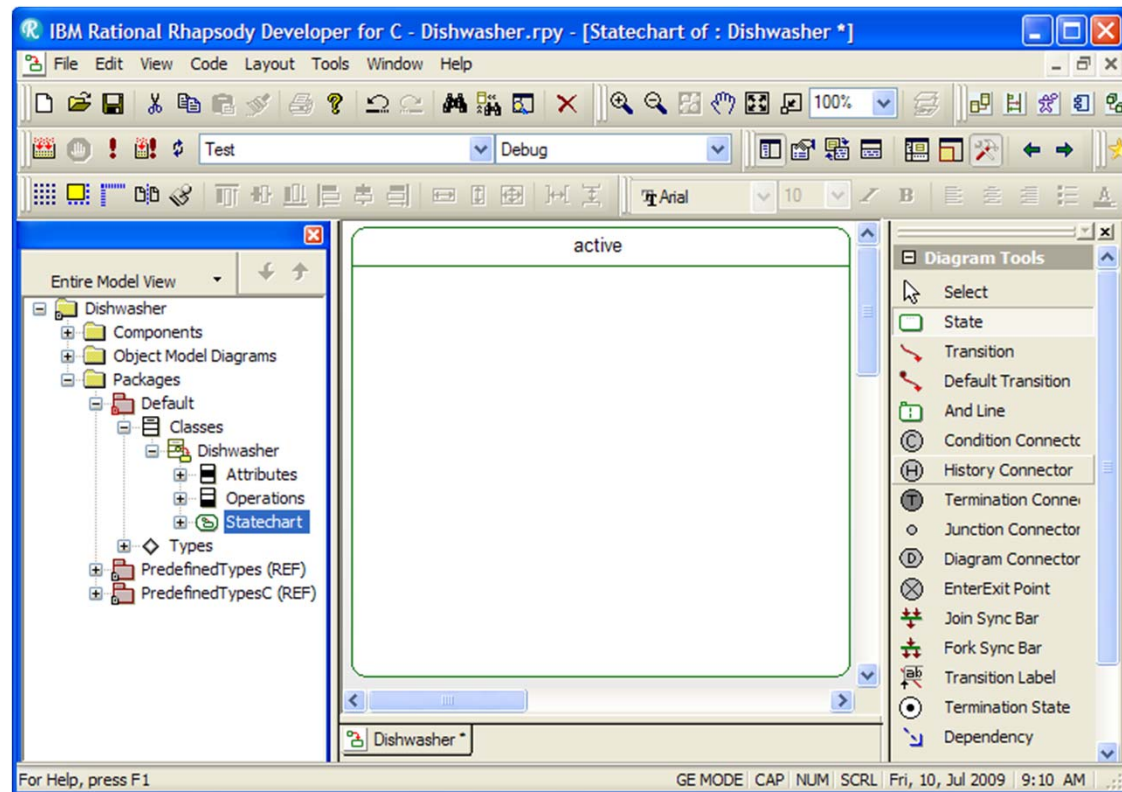 IBM Rational Rhapsody Developer for C - Dishwasher.rpy - [Statechart of : Dishwasher *]
File Edit View Code Layout Tools Window Help
100%
Test Debug
Arial 10
Entire Model View
Dishwasher
Components
Object Model Diagrams
Packages
Default
Classes
Dishwasher
Attributes
Operations
Statechart
Types
PredefinedTypes (REF)
PredefinedTypesC (REF)
active
Dishwasher *
Diagram Tools
Select
State
Transition
Default Transition
And Line
Condition Connectc
History Connector
Termination Conne
Junction Connector
Diagram Connector
EnterExit Point
Join Sync Bar
Fork Sync Bar
Transition Label
Termination State
Dependency
For Help, press F1 GE MODE CAP NUM SCRL Fri, 10, Jul 2009 9:10 AM